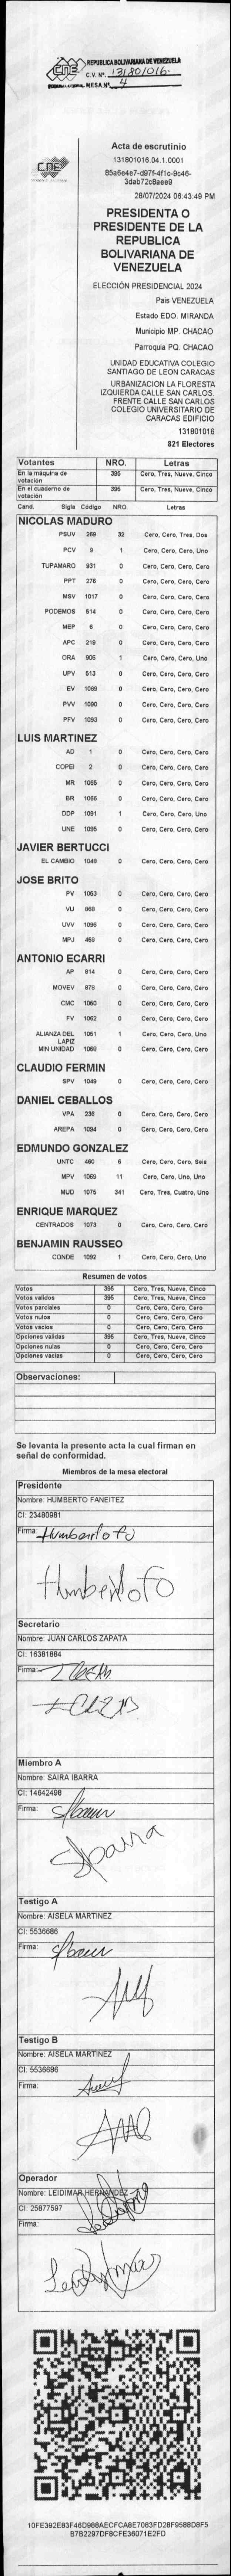 CNE REPUBLICA BOLIVARIANA DE VENEZUELA
C.V. Nº. 131801016.
MESA Nº 4
CNE
Acta de escrutinio
131801016.04.1.0001
85a6e4e7-d97f-4f1c-9c46-
3dab72c8aee9
28/07/2024 06:43:49 PM
PRESIDENTA O
PRESIDENTE DE LA
REPUBLICA
BOLIVARIANA DE
VENEZUELA
ELECCIÓN PRESIDENCIAL 2024
Pais VENEZUELA
Estado EDO. MIRANDA
Municipio MP. CHACAO
Parroquia PQ. CHACAO
UNIDAD EDUCATIVA COLEGIO
SANTIAGO DE LEON CARACAS
URBANIZACION LA FLORESTA
IZQUIERDA CALLE SAN CARLOS.
FRENTE CALLE SAN CARLOS
COLEGIO UNIVERSITARIO DE
CARACAS EDIFICIO
131801016
821 Electores
Votantes NRO. Letras
En la máquina de votación 395 Cero, Tres, Nueve, Cinco
En el cuaderno de votación 395 Cero, Tres, Nueve, Cinco
Cand. Sigla Código NRO. Letras
NICOLAS MADURO
PSUV 269 32 Cero, Cero, Tres, Dos
PCV 9 1 Cero, Cero, Cero, Uno
TUPAMARO 931 0 Cero, Cero, Cero, Cero
PPT 276 0 Cero, Cero, Cero, Cero
MSV 1017 0 Cero, Cero, Cero, Cero
PODEMOS 514 0 Cero, Cero, Cero, Cero
MEP 6 0 Cero, Cero, Cero, Cero
APC 219 0 Cero, Cero, Cero, Cero
ORA 906 1 Cero, Cero, Cero, Uno
UPV 613 0 Cero, Cero, Cero, Cero
EV 1089 0 Cero, Cero, Cero, Cero
PVV 1090 0 Cero, Cero, Cero, Cero
PFV 1093 0 Cero, Cero, Cero, Cero
LUIS MARTINEZ
AD 1 0 Cero, Cero, Cero, Cero
COPEI 2 0 Cero, Cero, Cero, Cero
MR 1065 0 Cero, Cero, Cero, Cero
BR 1066 0 Cero, Cero, Cero, Cero
DDP 1091 1 Cero, Cero, Cero, Uno
UNE 1095 0 Cero, Cero, Cero, Cero
JAVIER BERTUCCI
EL CAMBIO 1048 0 Cero, Cero, Cero, Cero
JOSE BRITO
PV 1053 0 Cero, Cero, Cero, Cero
VU 868 0 Cero, Cero, Cero, Cero
UVV 1096 0 Cero, Cero, Cero, Cero
MPJ 458 0 Cero, Cero, Cero, Cero
ANTONIO ECARRI
AP 814 0 Cero, Cero, Cero, Cero
MOVEV 979 0 Cero, Cero, Cero, Cero
CMC 1050 0 Cero, Cero, Cero, Cero
FV 1062 0 Cero, Cero, Cero, Cero
ALIANZA DEL LAPIZ 1051 1 Cero, Cero, Cero, Uno
MIN UNIDAD 1068 0 Cero, Cero, Cero, Cero
CLAUDIO FERMIN
SPV 1049 0 Cero, Cero, Cero, Cero
DANIEL CEBALLOS
VPA 236 0 Cero, Cero, Cero, Cero
AREPA 1094 0 Cero, Cero, Cero, Cero
EDMUNDO GONZALEZ
UNTC 460 6 Cero, Cero, Cero, Seis
MPV 1069 11 Cero, Cero, Uno, Uno
MUD 1075 341 Cero, Tres, Cuatro, Uno
ENRIQUE MARQUEZ
CENTRADOS 1073 0 Cero, Cero, Cero, Cero
BENJAMIN RAUSSEO
CONDE 1092 1 Cero, Cero, Cero, Uno
Resumen de votos
Votos 395 Cero, Tres, Nueve, Cinco
Votos validos 395 Cero, Tres, Nueve, Cinco
Votos parciales 0 Cero, Cero, Cero, Cero
Votos nulos 0 Cero, Cero, Cero, Cero
Votos vacios 0 Cero, Cero, Cero, Cero
Opciones validas 395 Cero, Tres, Nueve, Cinco
Opciones nulas 0 Cero, Cero, Cero, Cero
Opciones vacias 0 Cero, Cero, Cero, Cero
Observaciones:
Se levanta la presente acta la cual firman en
señal de conformidad.
Miembros de la mesa electoral
Presidente
Nombre: HUMBERTO FANEITEZ
CI: 23480981
Firma: Humberto fo
Humberto fo
Secretario
Nombre: JUAN CARLOS ZAPATA
CI: 16381884
Firma:
Miembro A
Nombre: SAIRA IBARRA
CI: 14642498
Firma:
Testigo A
Nombre: AISELA MARTINEZ
CI: 5536686
Firma:
Testigo B
Nombre: AISELA MARTINEZ
CI: 5536686
Firma:
Operador
Nombre: LEIDIMAR HERNANDEZ
CI: 25877597
Firma:
10FE392E83F46D988AECFCA8E7083FD28F9588D8F5
B7B2297DF8CFE36071E2FD